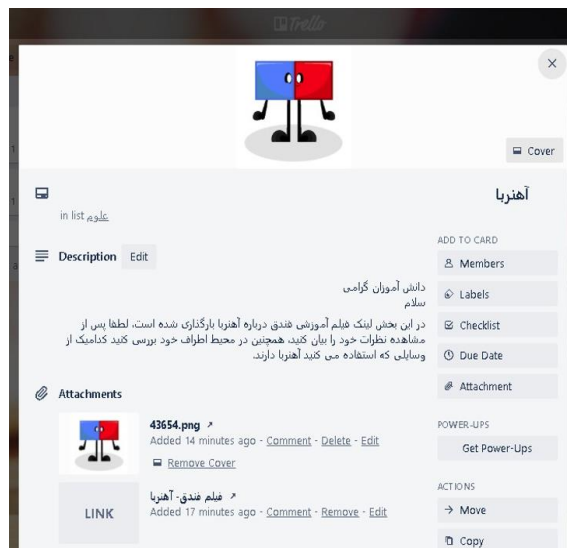 Trello
Cover
آهنربا
in list علوم
ADD TO CARD
Description Edit
Members
دانش آموزان گرامی
Labels
سلام
در این بخش لینک فیلم آموزشی فندق درباره آهنربا بارگذاری شده است، لطفا پس از
Checklist
مشاهده نظرات خود را بیان کنید، همچنین در محیط اطراف خود بررسی کنید کدامیک از
وسایلی که استفاده می کنید آهنربا دارند.
Due Date
Attachments
Attachment
43654.png ↗
POWER-UPS
Added 14 minutes ago - Comment - Delete - Edit
Get Power-Ups
Remove Cover
ACTIONS
فیلم فندق- آهنربا ↗
LINK
Added 17 minutes ago - Comment - Remove - Edit
→ Move
Copy